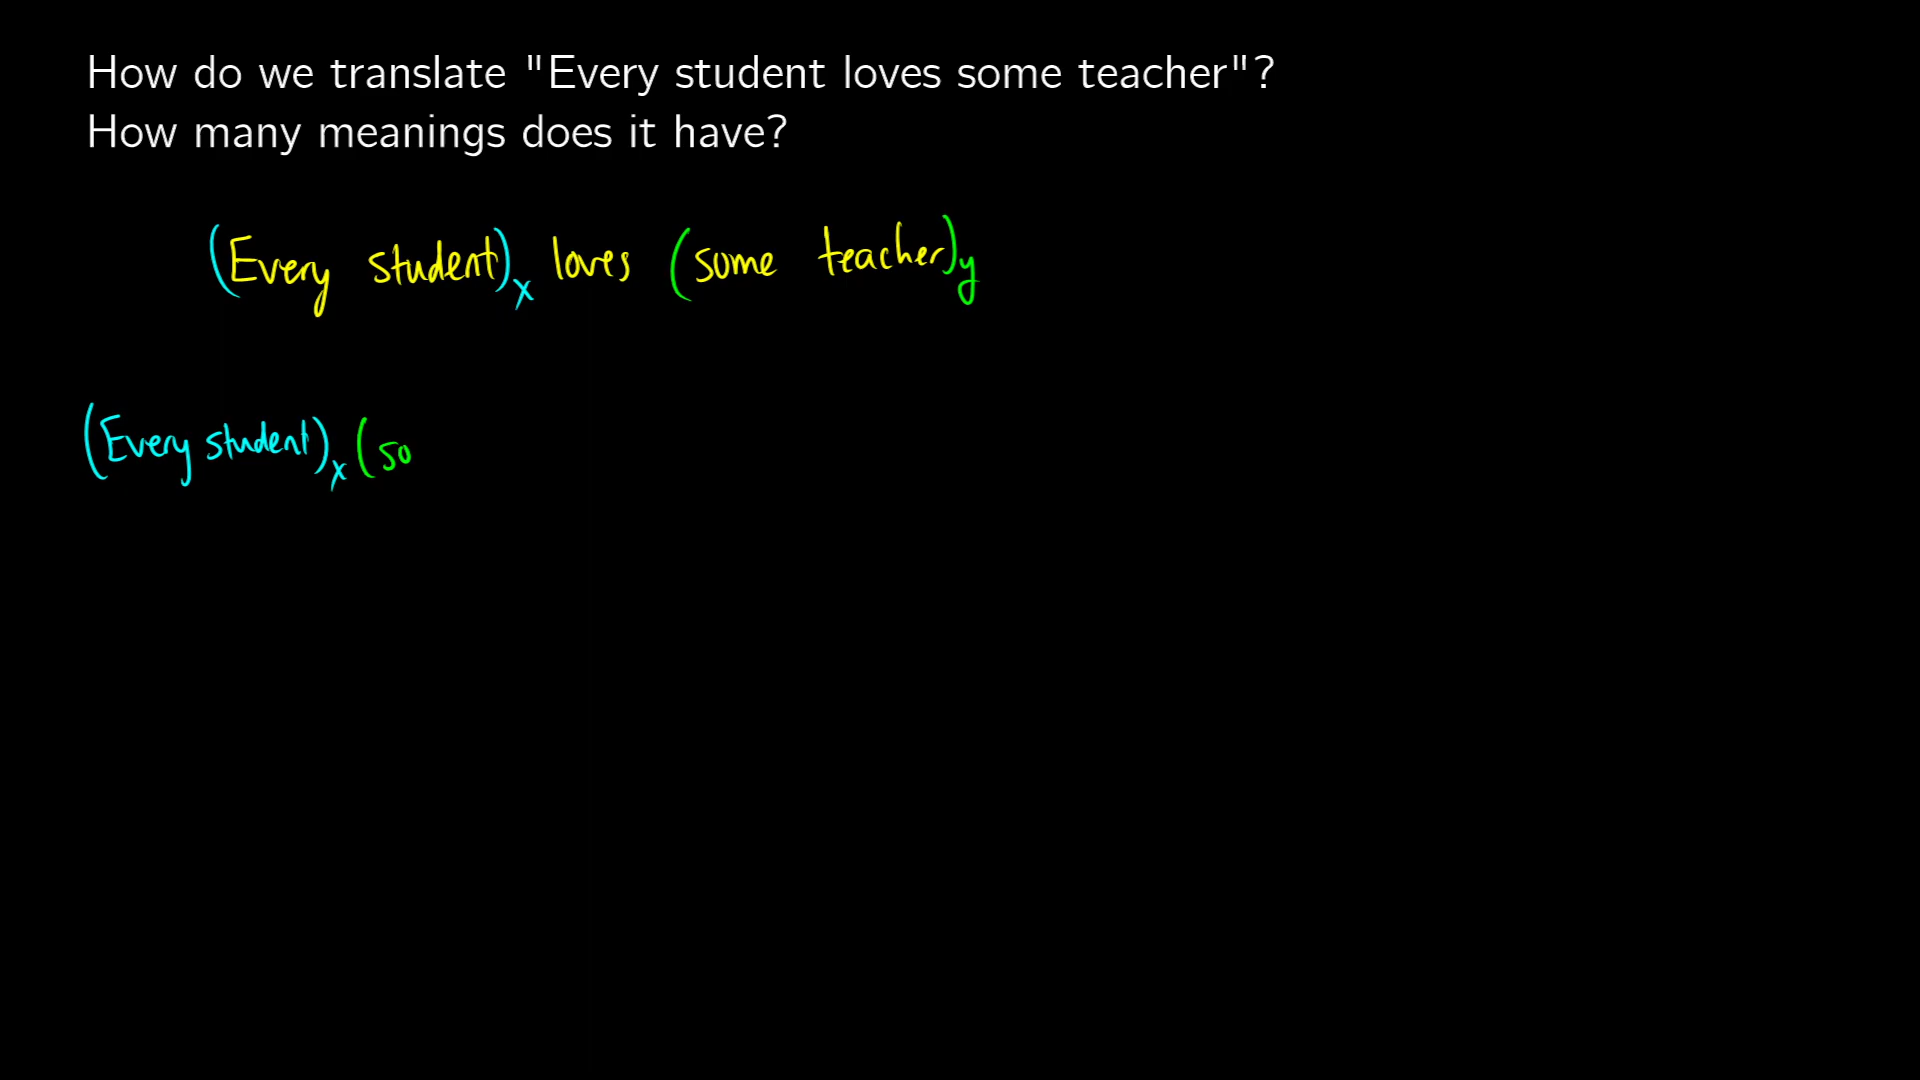 How do we translate "Every student loves some teacher"?
How many meanings does it have?
(Every student)ₓ loves (some teacher)y
(Every student)ₓ (so